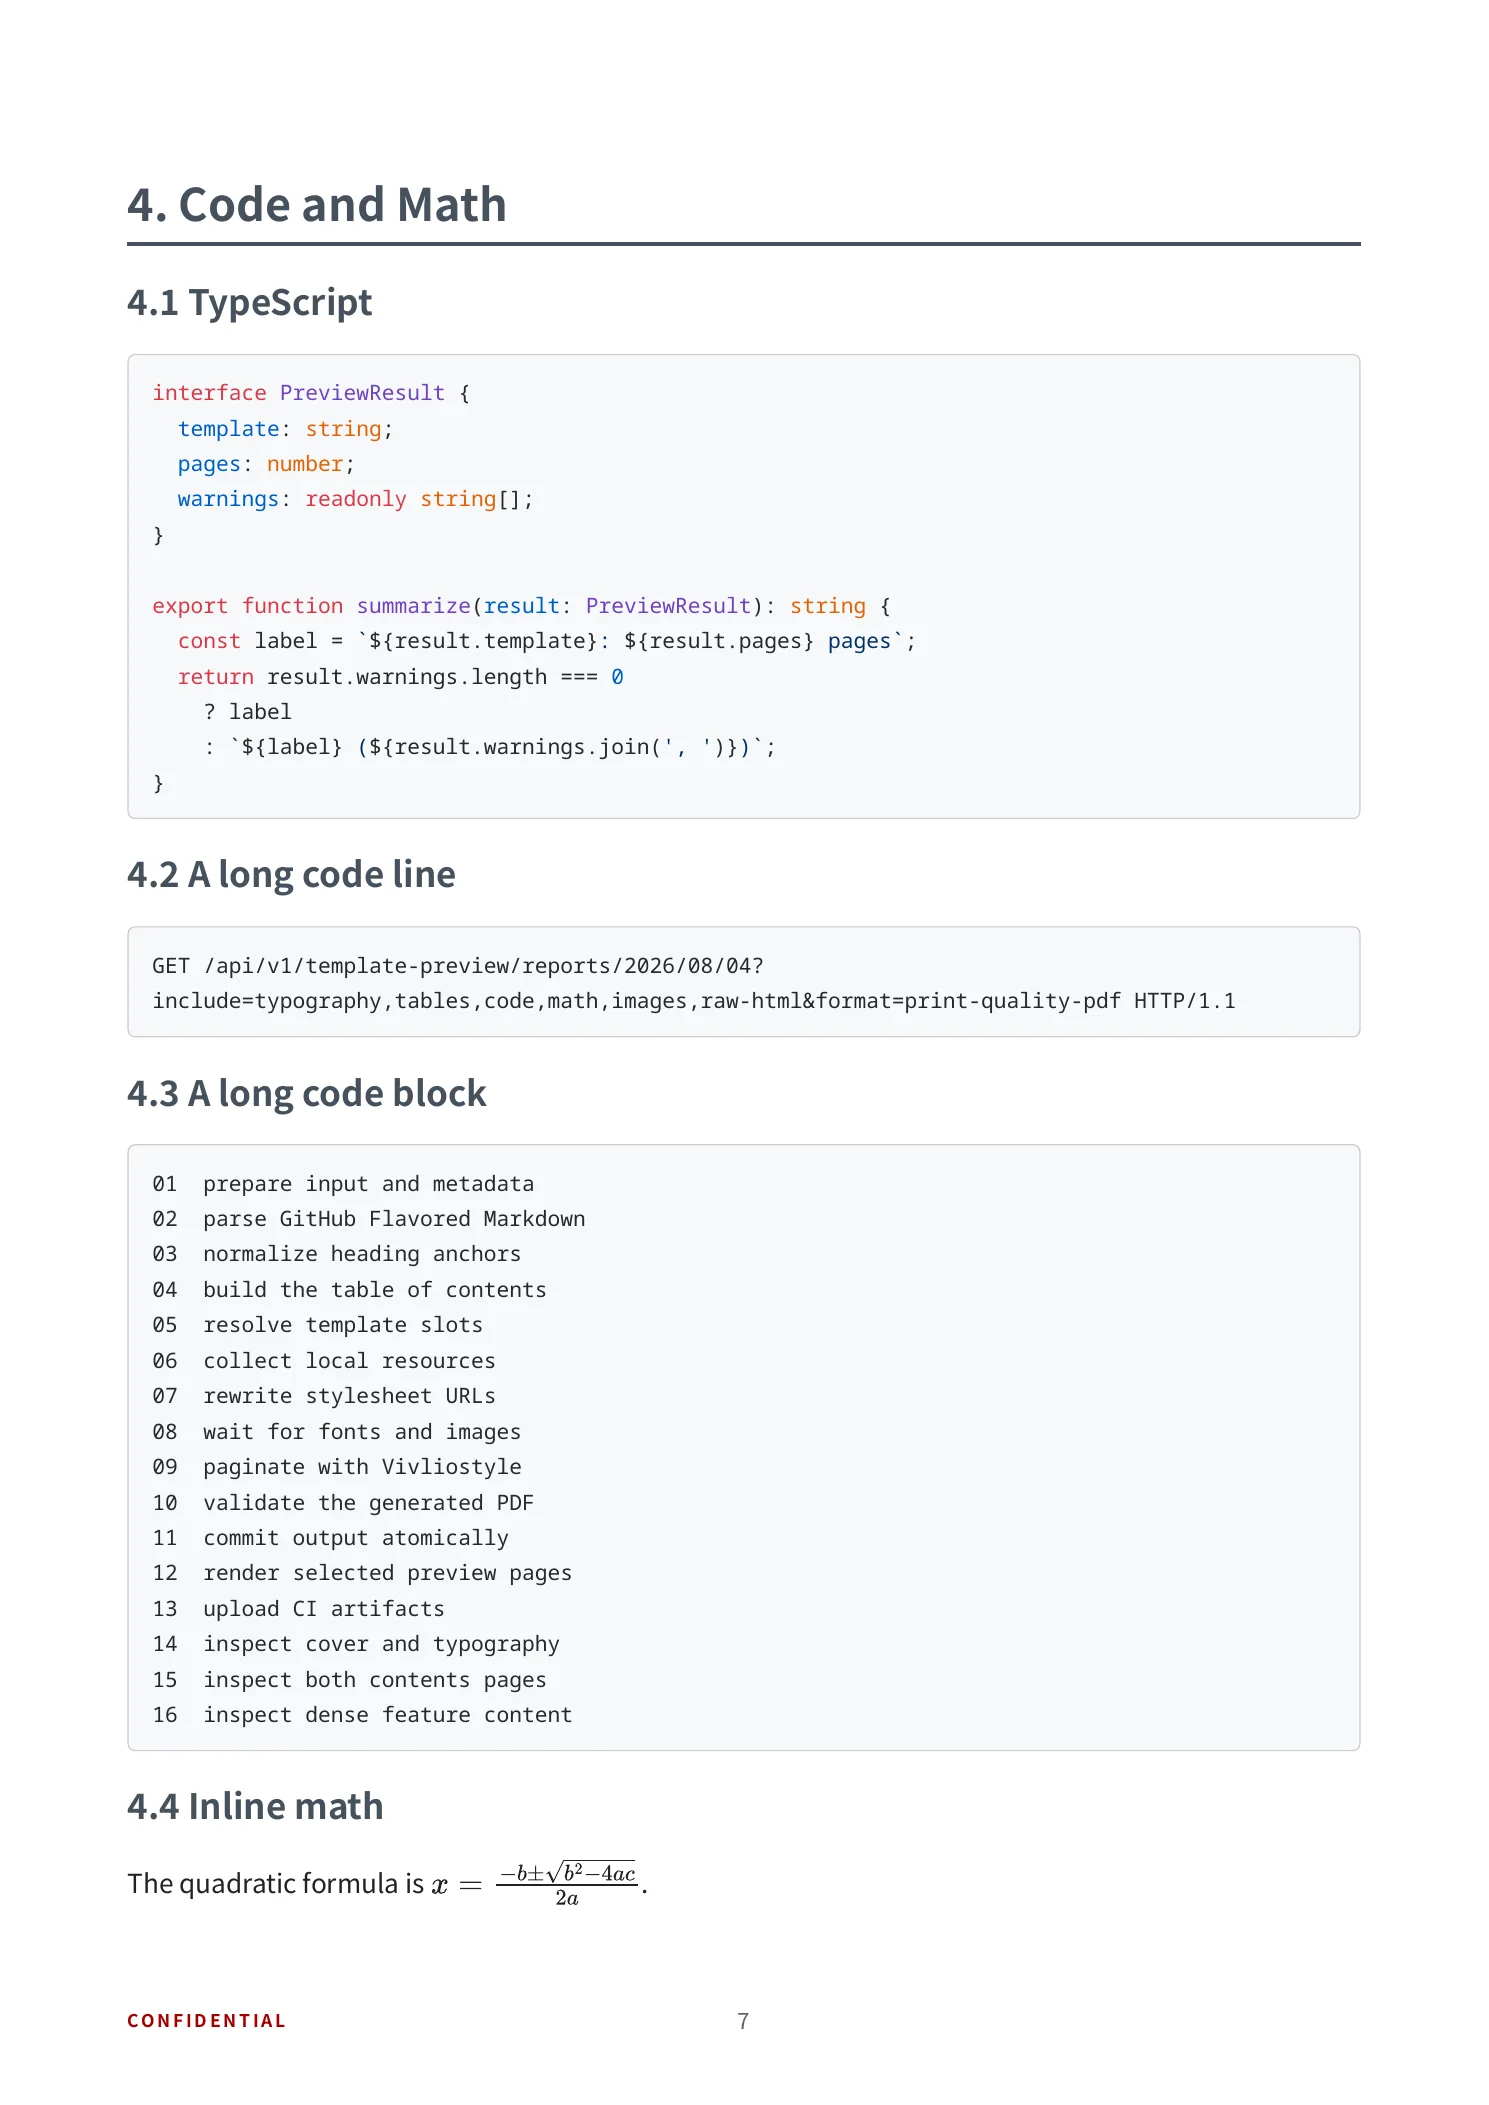 4. Code and Math
4.1 TypeScript
interface PreviewResult {
  template: string;
  pages: number;
  warnings: readonly string[];
}

export function summarize(result: PreviewResult): string {
  const label = `${result.template}: ${result.pages} pages`;
  return result.warnings.length === 0
    ? label
    : `${label} (${result.warnings.join(', ')})`;
}
4.2 A long code line
GET /api/v1/template-preview/reports/2026/08/04?
include=typography,tables,code,math,images,raw-html&format=print-quality-pdf HTTP/1.1
4.3 A long code block
01  prepare input and metadata
02  parse GitHub Flavored Markdown
03  normalize heading anchors
04  build the table of contents
05  resolve template slots
06  collect local resources
07  rewrite stylesheet URLs
08  wait for fonts and images
09  paginate with Vivliostyle
10  validate the generated PDF
11  commit output atomically
12  render selected preview pages
13  upload CI artifacts
14  inspect cover and typography
15  inspect both contents pages
16  inspect dense feature content
4.4 Inline math
The quadratic formula is $x = \frac{-b \pm \sqrt{b^2-4ac}}{2a}$.
CONFIDENTIAL
7